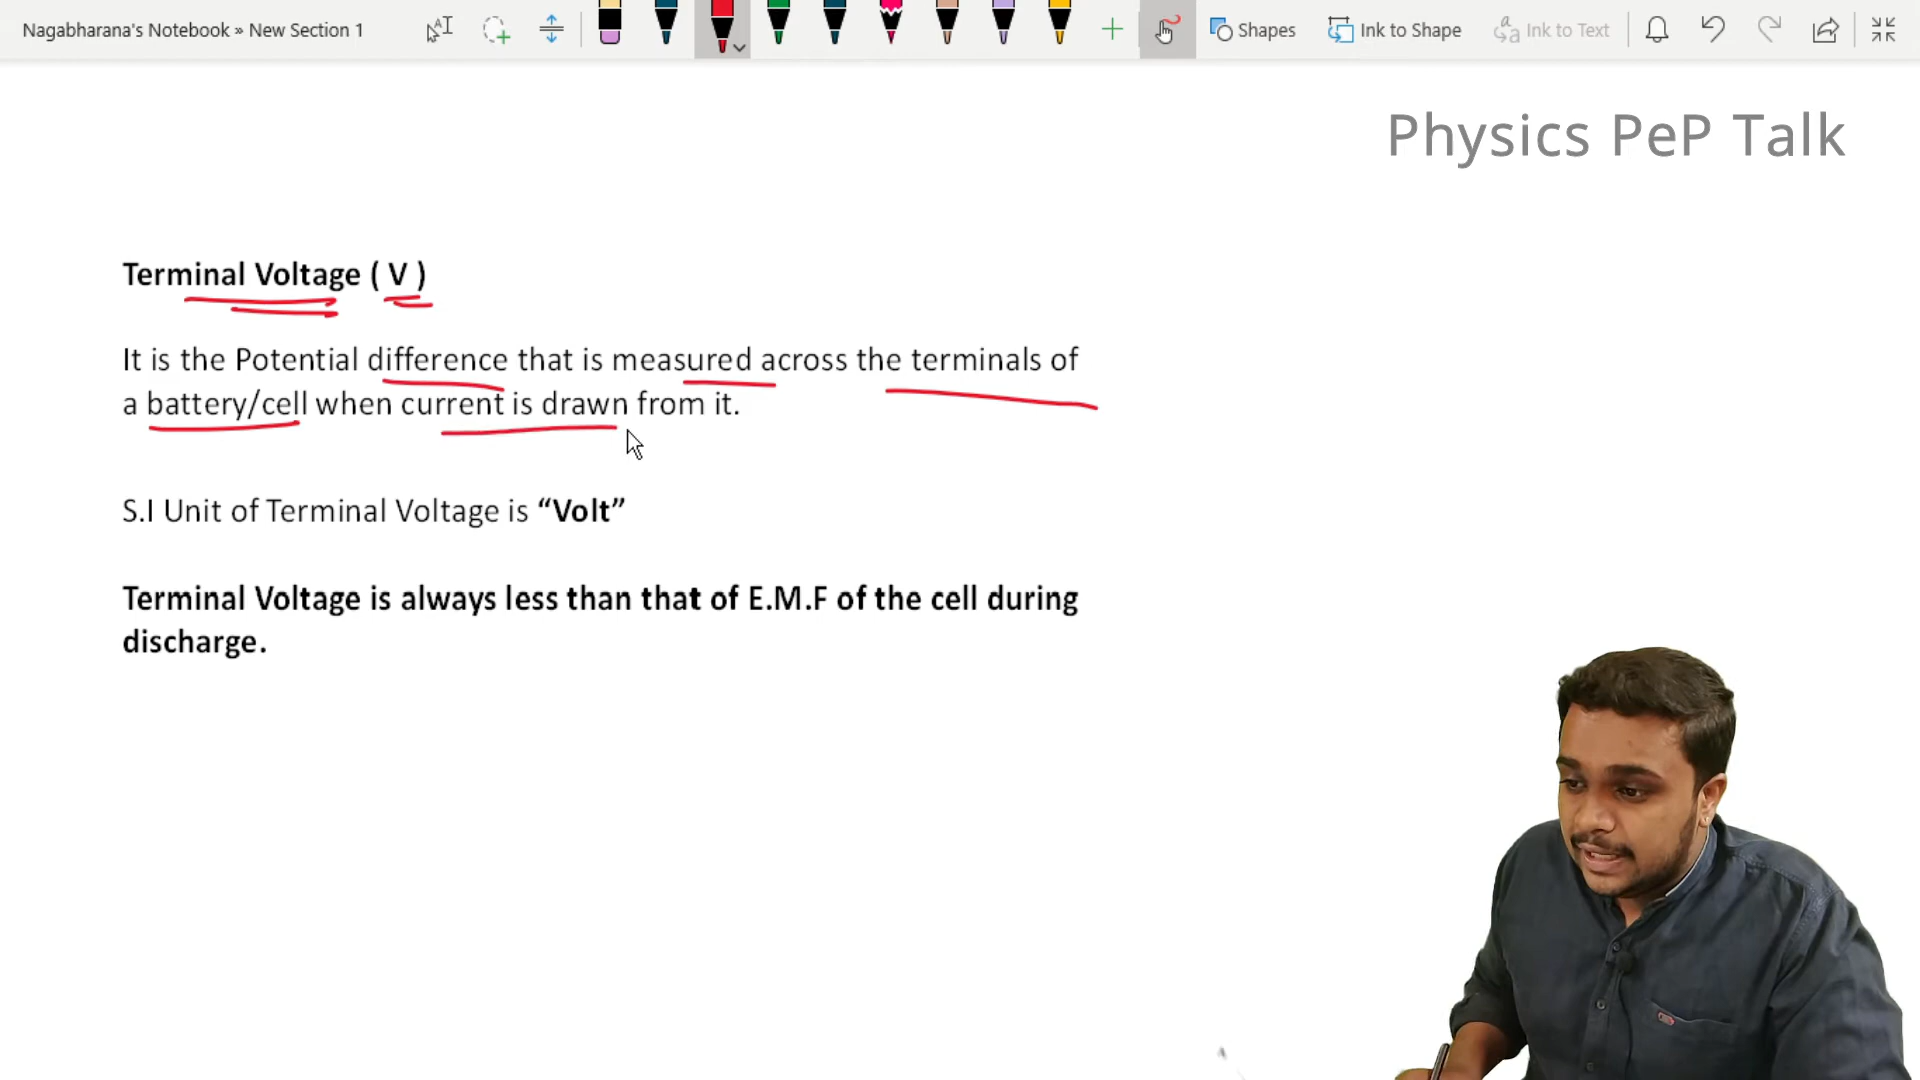 Nagabharana's Notebook » New Section 1
Shapes
Ink to Shape
Ink to Text
Physics PeP Talk
Terminal Voltage ( V )
It is the Potential difference that is measured across the terminals of
a battery/cell when current is drawn from it.
S.I Unit of Terminal Voltage is “Volt”
Terminal Voltage is always less than that of E.M.F of the cell during
discharge.